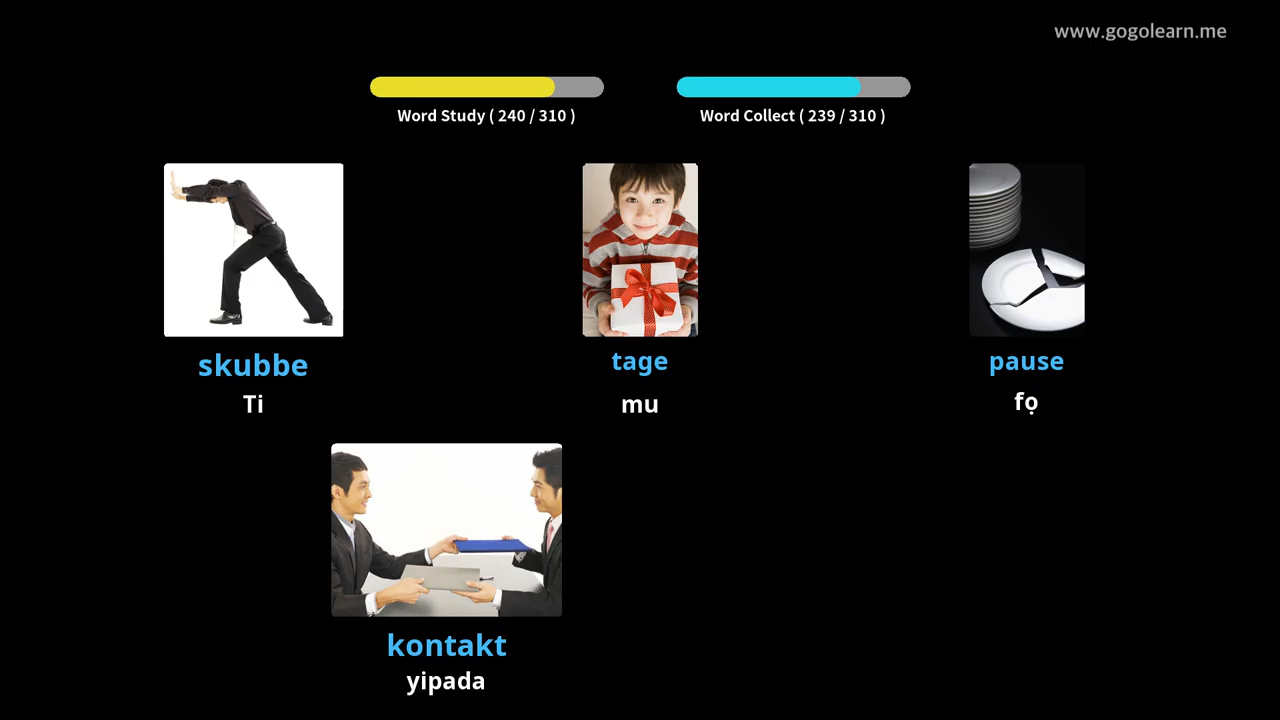 www.gogolearn.me
Word Study ( 240 / 310 )
Word Collect ( 239 / 310 )
skubbe
Ti
tage
mu
pause
fọ
kontakt
yipada